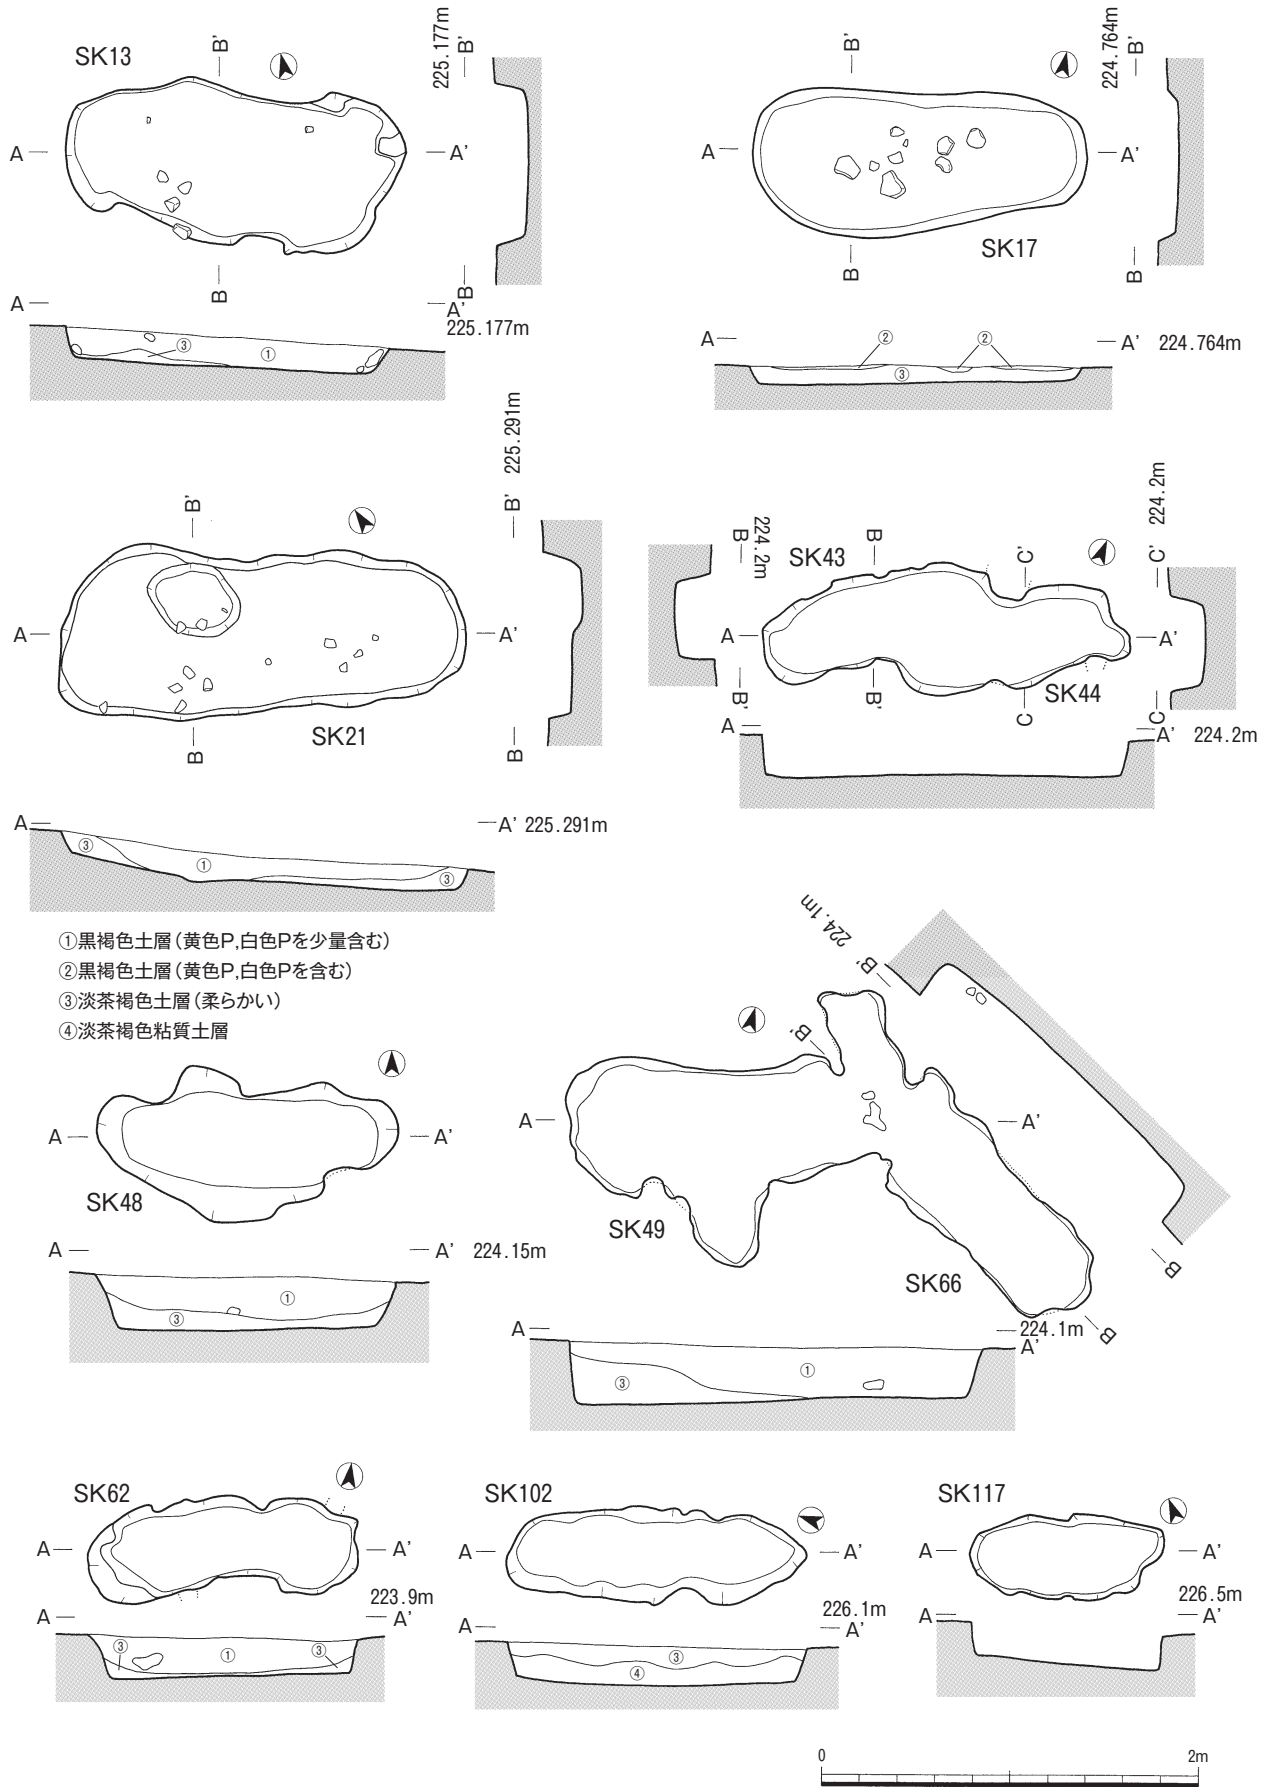 SK13
B'
225.177m
B'
A
A'
B
B
A
A'
225.177m
③
①
B'
224.764m
B'
A
A'
SK17
B
B
A
②
②
A'
224.764m
③
225.291m
B'
B'
A
A'
SK21
B
B
A
A'
225.291m
③
①
③
B
224.2m
SK43
B
C'
C'
224.2m
A
A'
B'
B'
SK44
C
C
A
A'
224.2m
①黒褐色土層(黄色P,白色Pを少量含む)
②黒褐色土層(黄色P,白色Pを含む)
③淡茶褐色土層(柔らかい)
④淡茶褐色粘質土層
A
A'
SK48
A
A'
224.15m
①
③
224.1m
B'
B'
A
A'
SK49
SK66
B
B
A
224.1m
A'
①
③
SK62
A
A'
223.9m
A
A'
③
①
③
SK102
A
A'
226.1m
A
A'
③
④
SK117
A
A'
226.5m
A
A'
0
2m